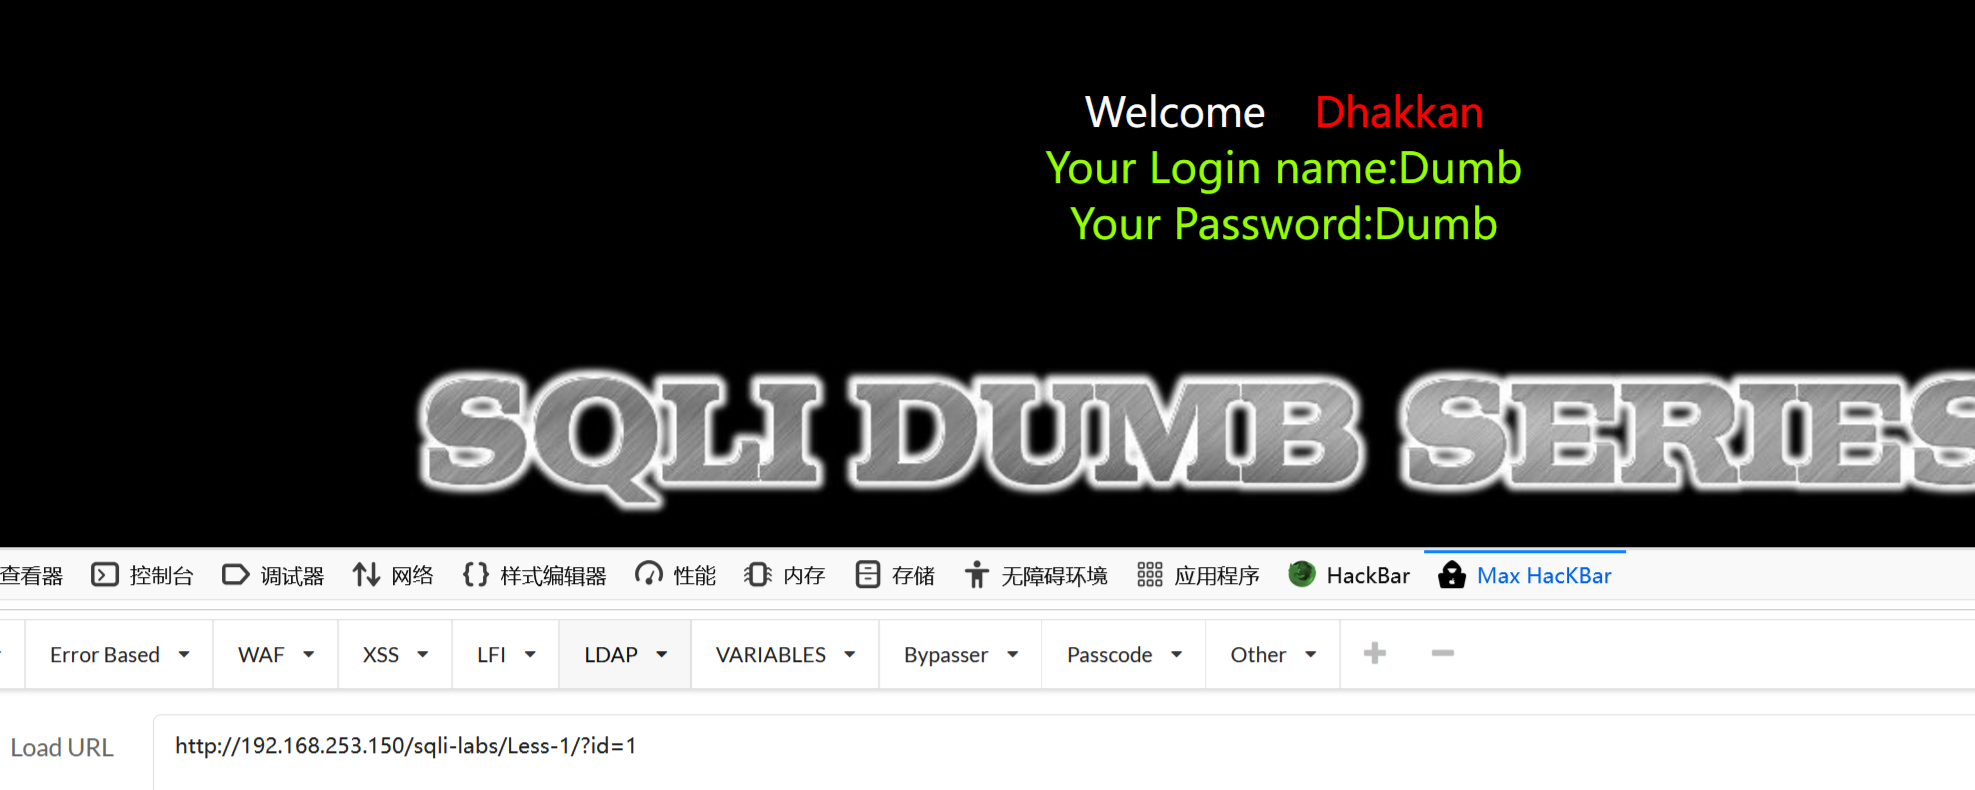 Welcome Dhakkan
Your Login name:Dumb
Your Password:Dumb
SQLI DUMB SERIES
查看器 控制台 调试器 网络 样式编辑器 性能 内存 存储 无障碍环境 应用程序 HackBar Max HacKBar
Error Based WAF XSS LFI LDAP VARIABLES Bypasser Passcode Other
Load URL http://192.168.253.150/sqli-labs/Less-1/?id=1